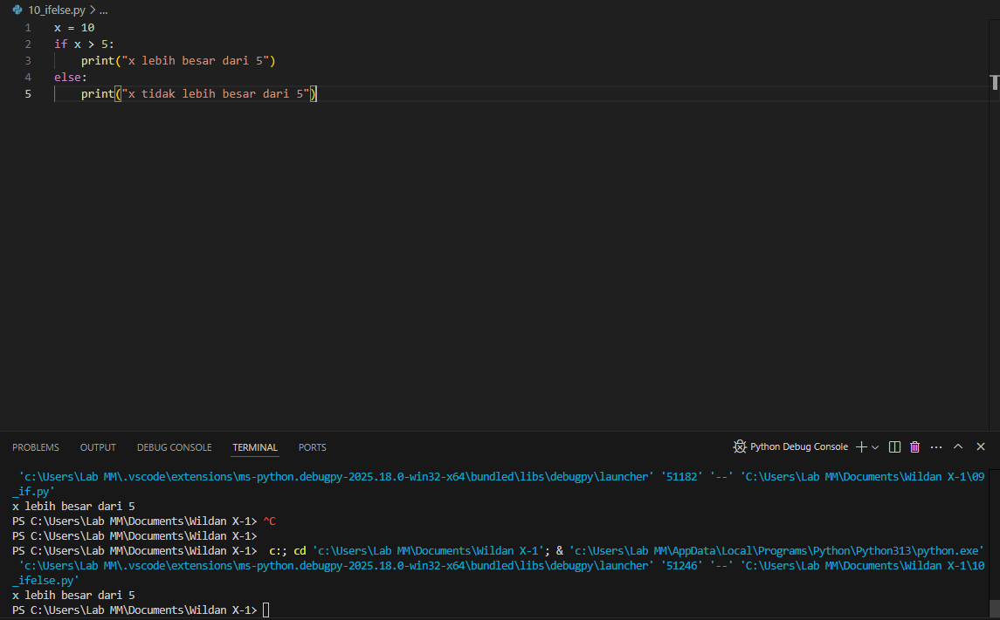 10_ifelse.py > ...
1 x = 10
2 if x > 5:
3     print("x lebih besar dari 5")
4 else:
5     print("x tidak lebih besar dari 5")
PROBLEMS OUTPUT DEBUG CONSOLE TERMINAL PORTS Python Debug Console
'c:\Users\Lab MM\.vscode\extensions\ms-python.debugpy-2025.18.0-win32-x64\bundled\libs\debugpy\launcher' '51182' '--' 'C:\Users\Lab MM\Documents\Wildan X-1\09
_if.py'
x lebih besar dari 5
PS C:\Users\Lab MM\Documents\Wildan X-1> ^C
PS C:\Users\Lab MM\Documents\Wildan X-1>
PS C:\Users\Lab MM\Documents\Wildan X-1>  c:; cd 'c:\Users\Lab MM\Documents\Wildan X-1'; & 'c:\Users\Lab MM\AppData\Local\Programs\Python\Python313\python.exe'
'c:\Users\Lab MM\.vscode\extensions\ms-python.debugpy-2025.18.0-win32-x64\bundled\libs\debugpy\launcher' '51246' '--' 'C:\Users\Lab MM\Documents\Wildan X-1\10
_ifelse.py'
x lebih besar dari 5
PS C:\Users\Lab MM\Documents\Wildan X-1>